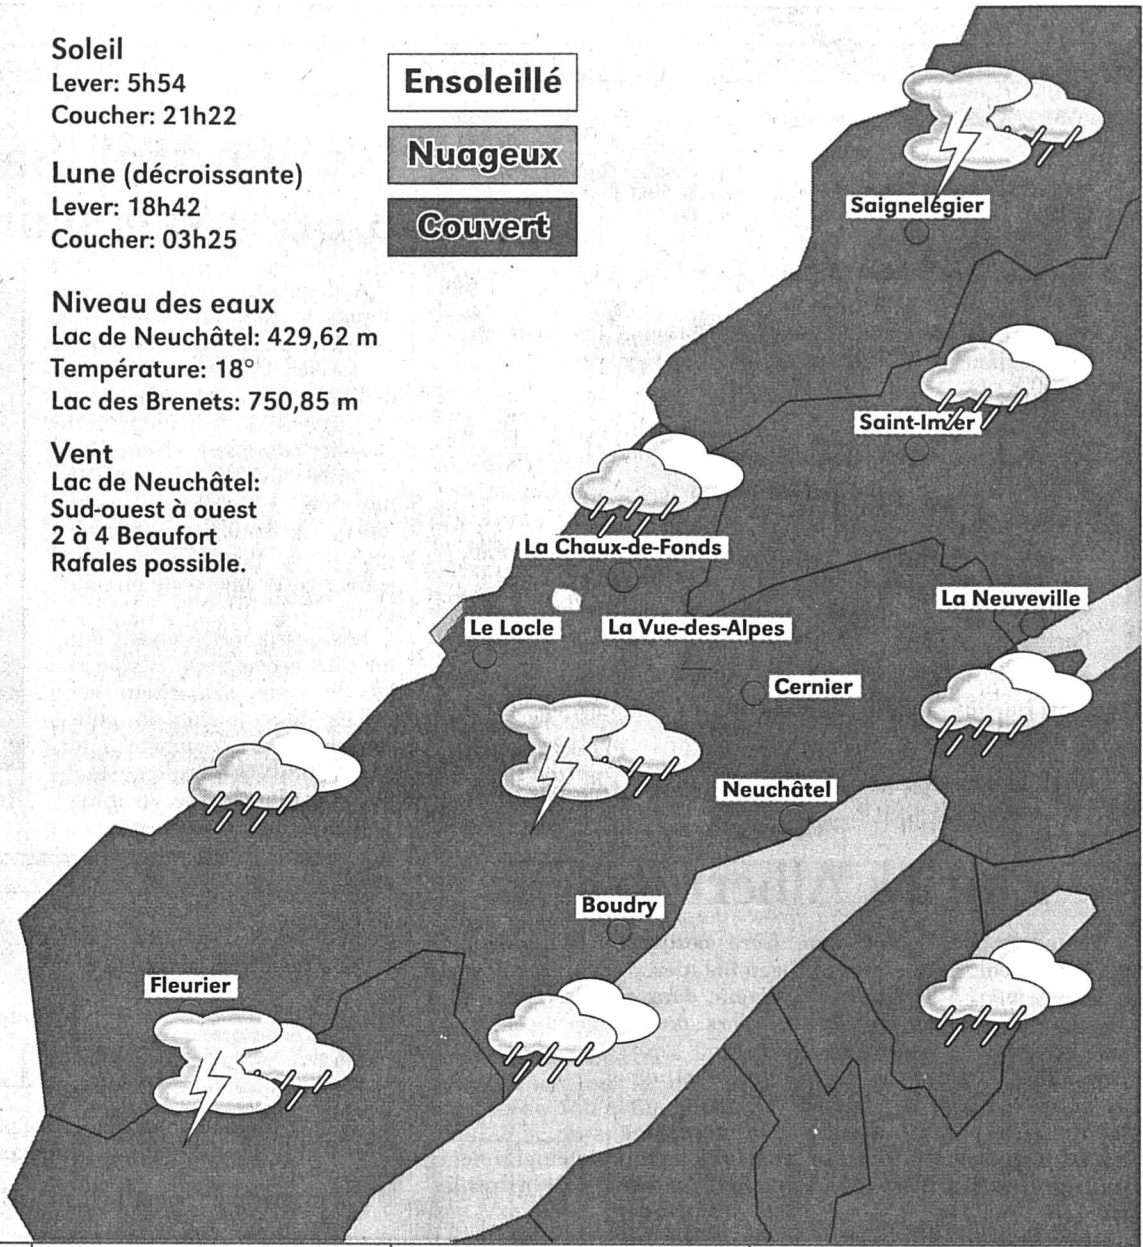 Soleil
Lever: 5h54
Coucher: 21h22
Lune (décroissante)
Lever: 18h42
Coucher: 03h25
Niveau des eaux
Lac de Neuchâtel: 429,62 m
Température: 18°
Lac des Brenets: 750,85 m
Vent
Lac de Neuchâtel:
Sud-ouest à ouest
2 à 4 Beaufort
Rafales possible.
Ensoleillé
Nuageux
Couvert
Saignelégier
Saint-Imier
La Chaux-de-Fonds
La Neuveville
Le Locle
La Vue-des-Alpes
Cernier
Neuchâtel
Boudry
Fleurier